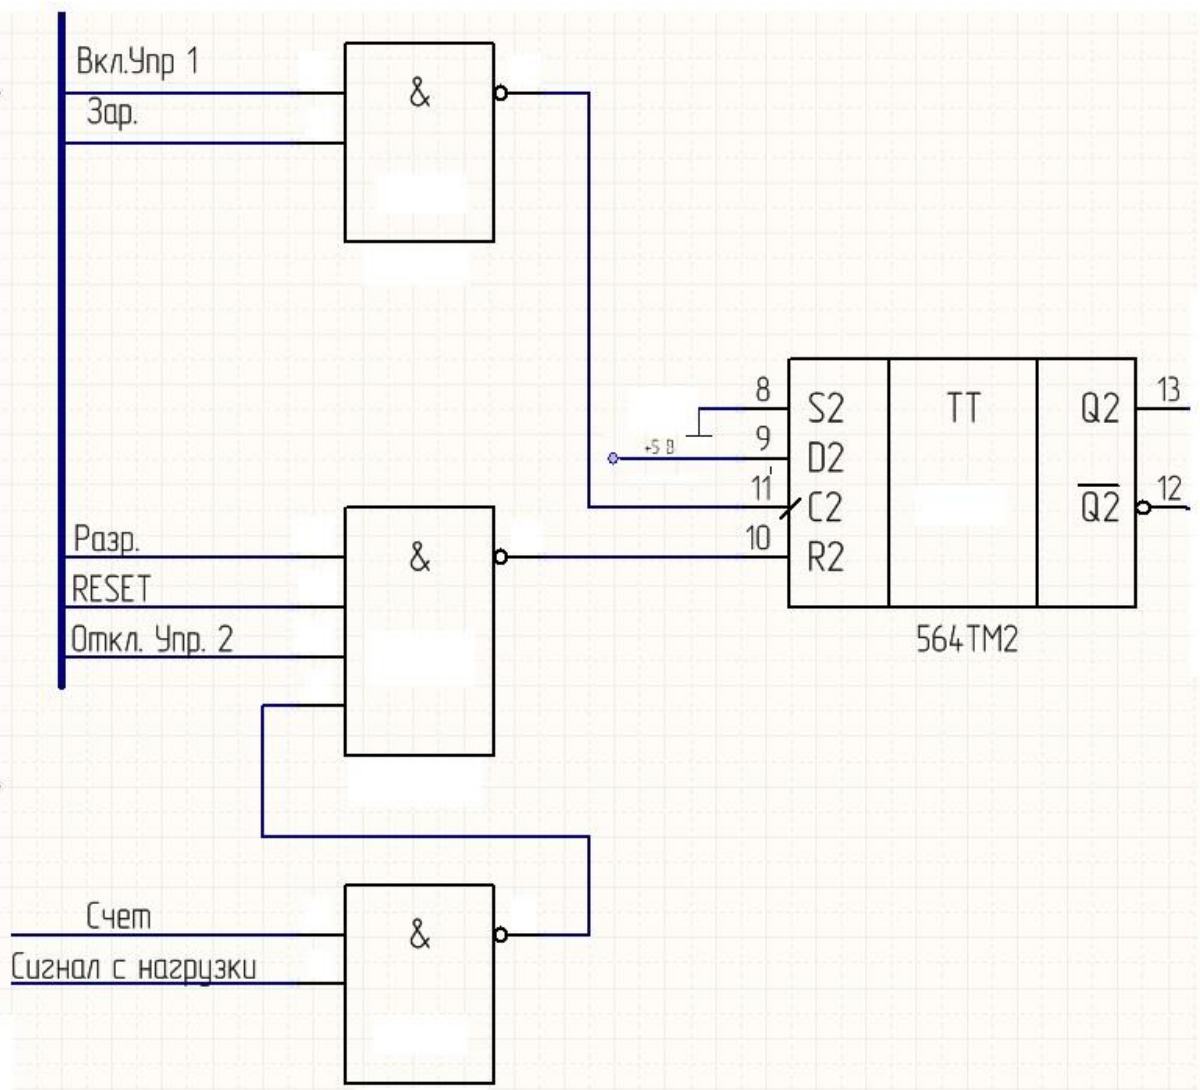 Вкл.Упр 1
&
Зар.
8
S2
TT
Q2
13
+5 В
9
D2
11
C2
Q2
12
10
R2
564ТМ2
Разр.
&
RESET
Откл. Упр. 2
Счет
&
Сигнал с нагрузки